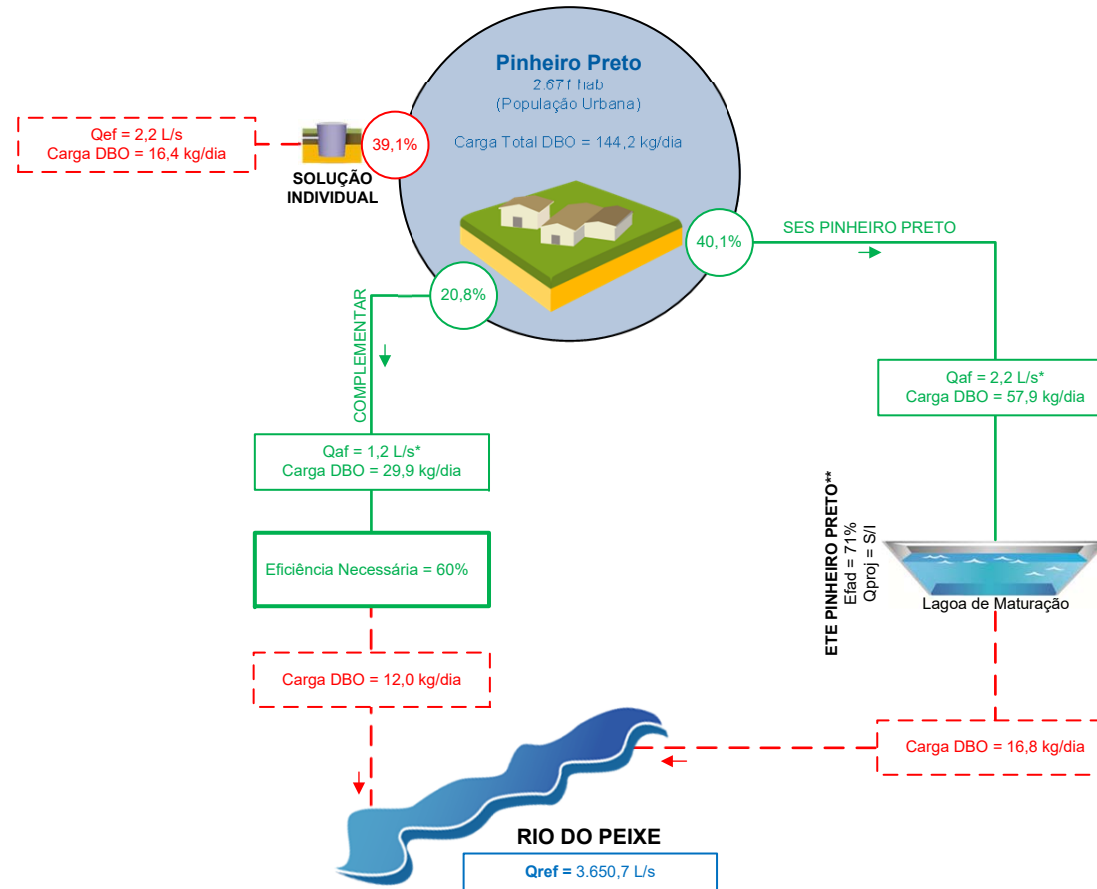 Pinheiro Preto
2.671 hab
(População Urbana)
Carga Total DBO = 144,2 kg/dia
Qef = 2,2 L/s
Carga DBO = 16,4 kg/dia
39,1%
SOLUÇÃO
INDIVIDUAL
40,1%
SES PINHEIRO PRETO
20,8%
COMPLEMENTAR
Qaf = 2,2 L/s*
Carga DBO = 57,9 kg/dia
Qaf = 1,2 L/s*
Carga DBO = 29,9 kg/dia
ETE PINHEIRO PRETO**
Efad = 71%
Qproj = S/I
Eficiência Necessária = 60%
Lagoa de Maturação
Carga DBO = 12,0 kg/dia
Carga DBO = 16,8 kg/dia
RIO DO PEIXE
Qref = 3.650,7 L/s